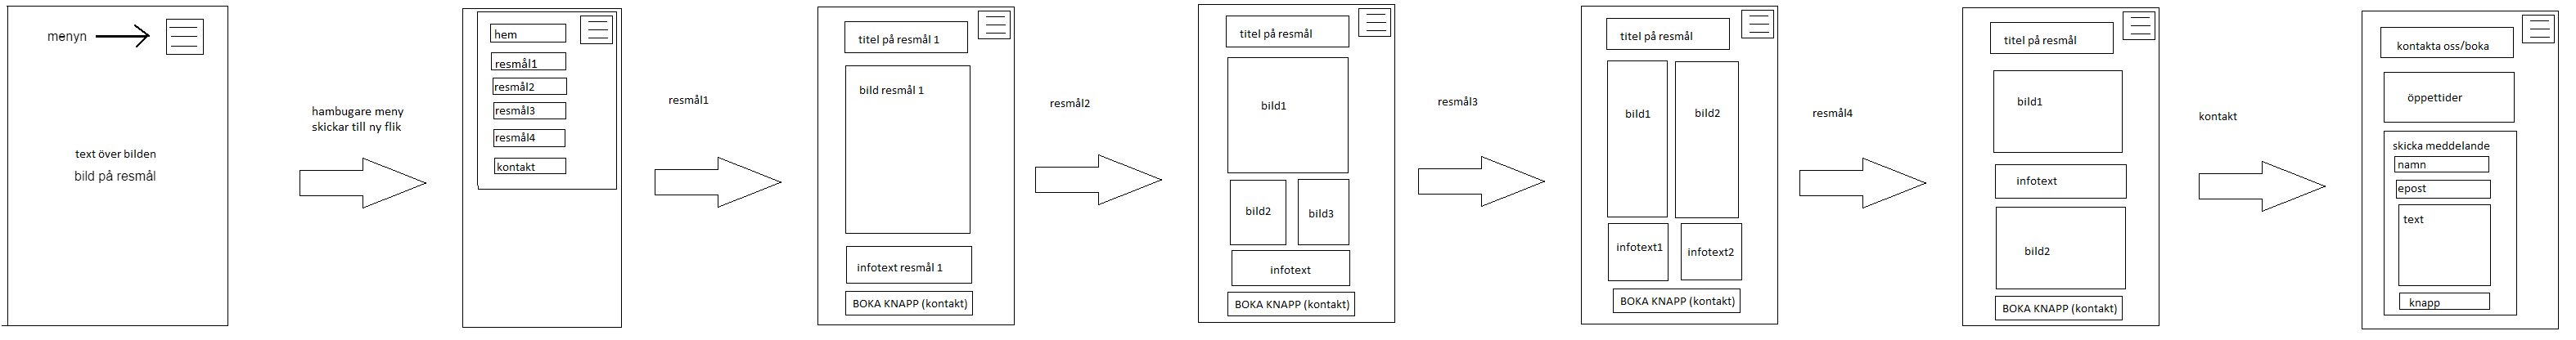 menyn
text över bilden
bild på resmål
hambugare meny
skickar till ny flik
hem
resmål1
resmål2
resmål3
resmål4
kontakt
resmål1
titel på resmål 1
bild resmål 1
infotext resmål 1
BOKA KNAPP (kontakt)
resmål2
titel på resmål
bild1
bild2
bild3
infotext
BOKA KNAPP (kontakt)
resmål3
titel på resmål
bild1
bild2
infotext1
infotext2
BOKA KNAPP (kontakt)
resmål4
titel på resmål
bild1
infotext
bild2
BOKA KNAPP (kontakt)
kontakt
kontakta oss/boka
öppettider
skicka meddelande
namn
epost
text
knapp